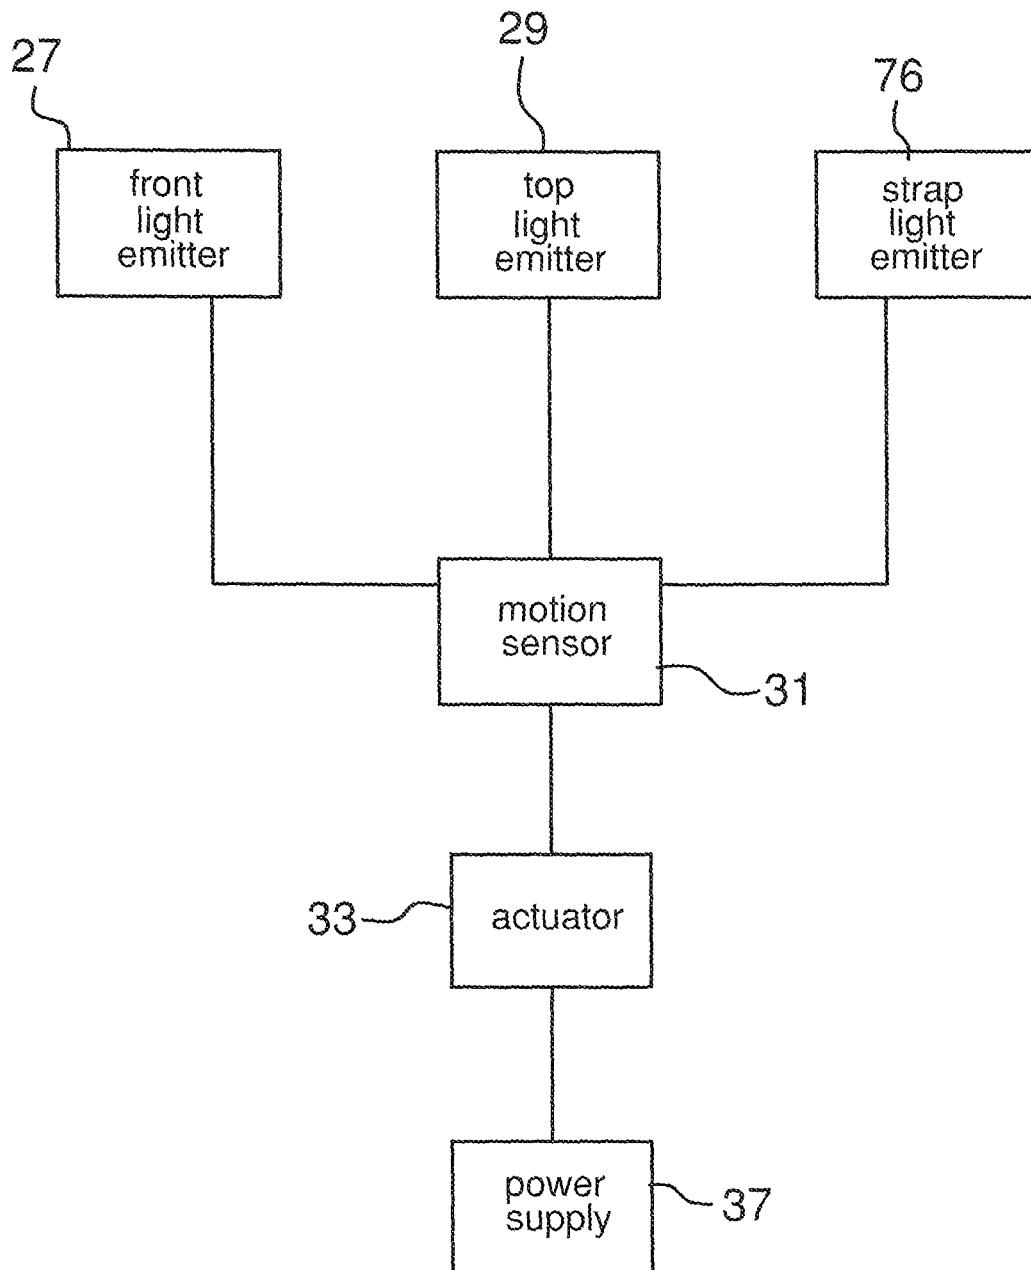 27
29
76
front
light
emitter
top
light
emitter
strap
light
emitter
motion
sensor
31
33
actuator
power
supply
37